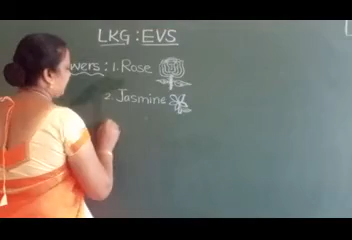 LKG : EVS
wers : 1. Rose
2. Jasmine